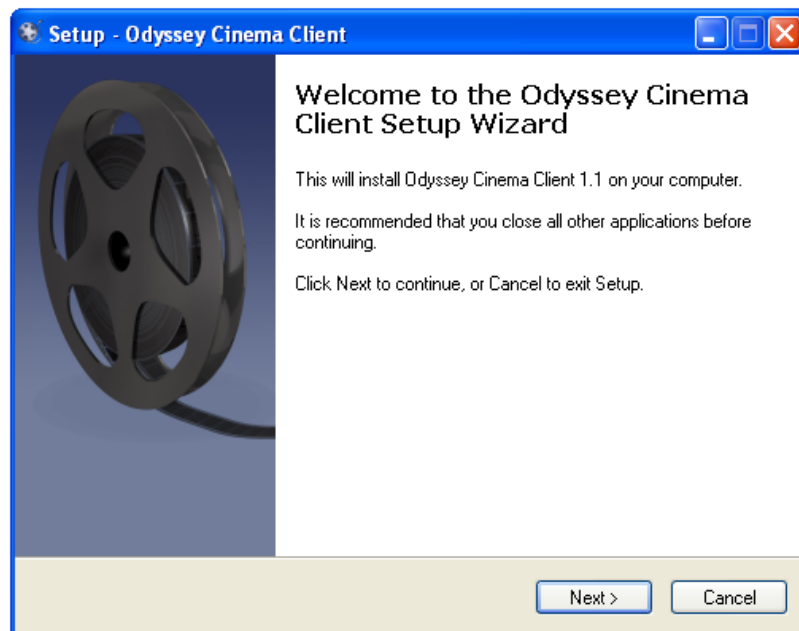 Setup - Odyssey Cinema Client
Welcome to the Odyssey Cinema
Client Setup Wizard
This will install Odyssey Cinema Client 1.1 on your computer.
It is recommended that you close all other applications before
continuing.
Click Next to continue, or Cancel to exit Setup.
Next >
Cancel